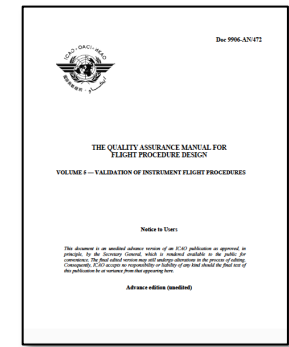 Doc 9906-AN/472
THE QUALITY ASSURANCE MANUAL FOR
FLIGHT PROCEDURE DESIGN
VOLUME 5 — VALIDATION OF INSTRUMENT FLIGHT PROCEDURES
Notice to Users
This document is an unedited advance version of an ICAO publication as approved, in
principle, by the Secretary General, which is rendered available to the public for
convenience. The final edited version may still undergo alterations in the process of editing.
Consequently, ICAO accepts no responsibility or liability of any kind should the final text of
this publication be at variance from that appearing here.
Advance edition (unedited)